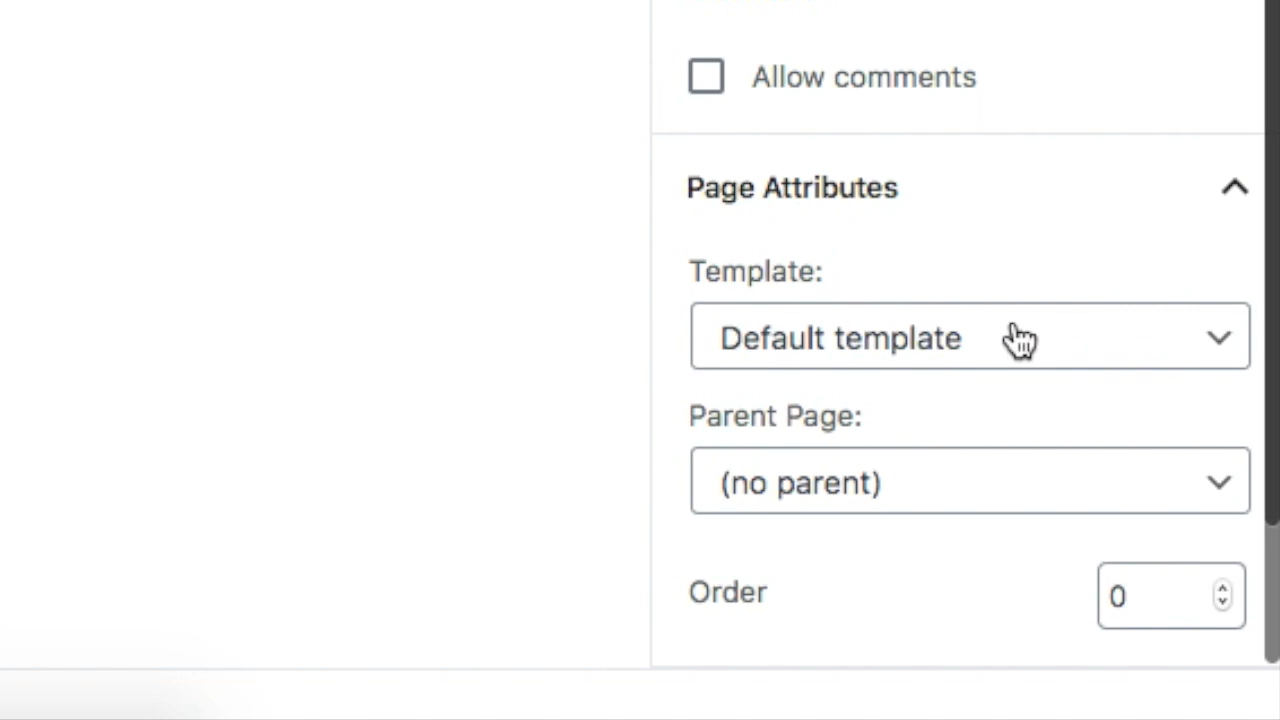 Allow comments
Page Attributes
Template:
Default template
Parent Page:
(no parent)
Order
0